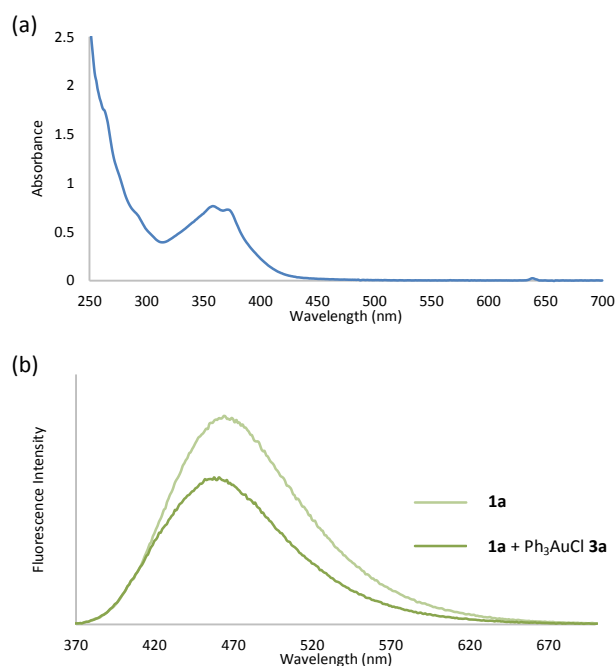 (a)
2.5
2
1.5
1
0.5
0
Absorbance
250 300 350 400 450 500 550 600 650 700
Wavelength (nm)
(b)
Fluorescence Intensity
1a
1a + Ph₃AuCl 3a
370 420 470 520 570 620 670
Wavelength (nm)